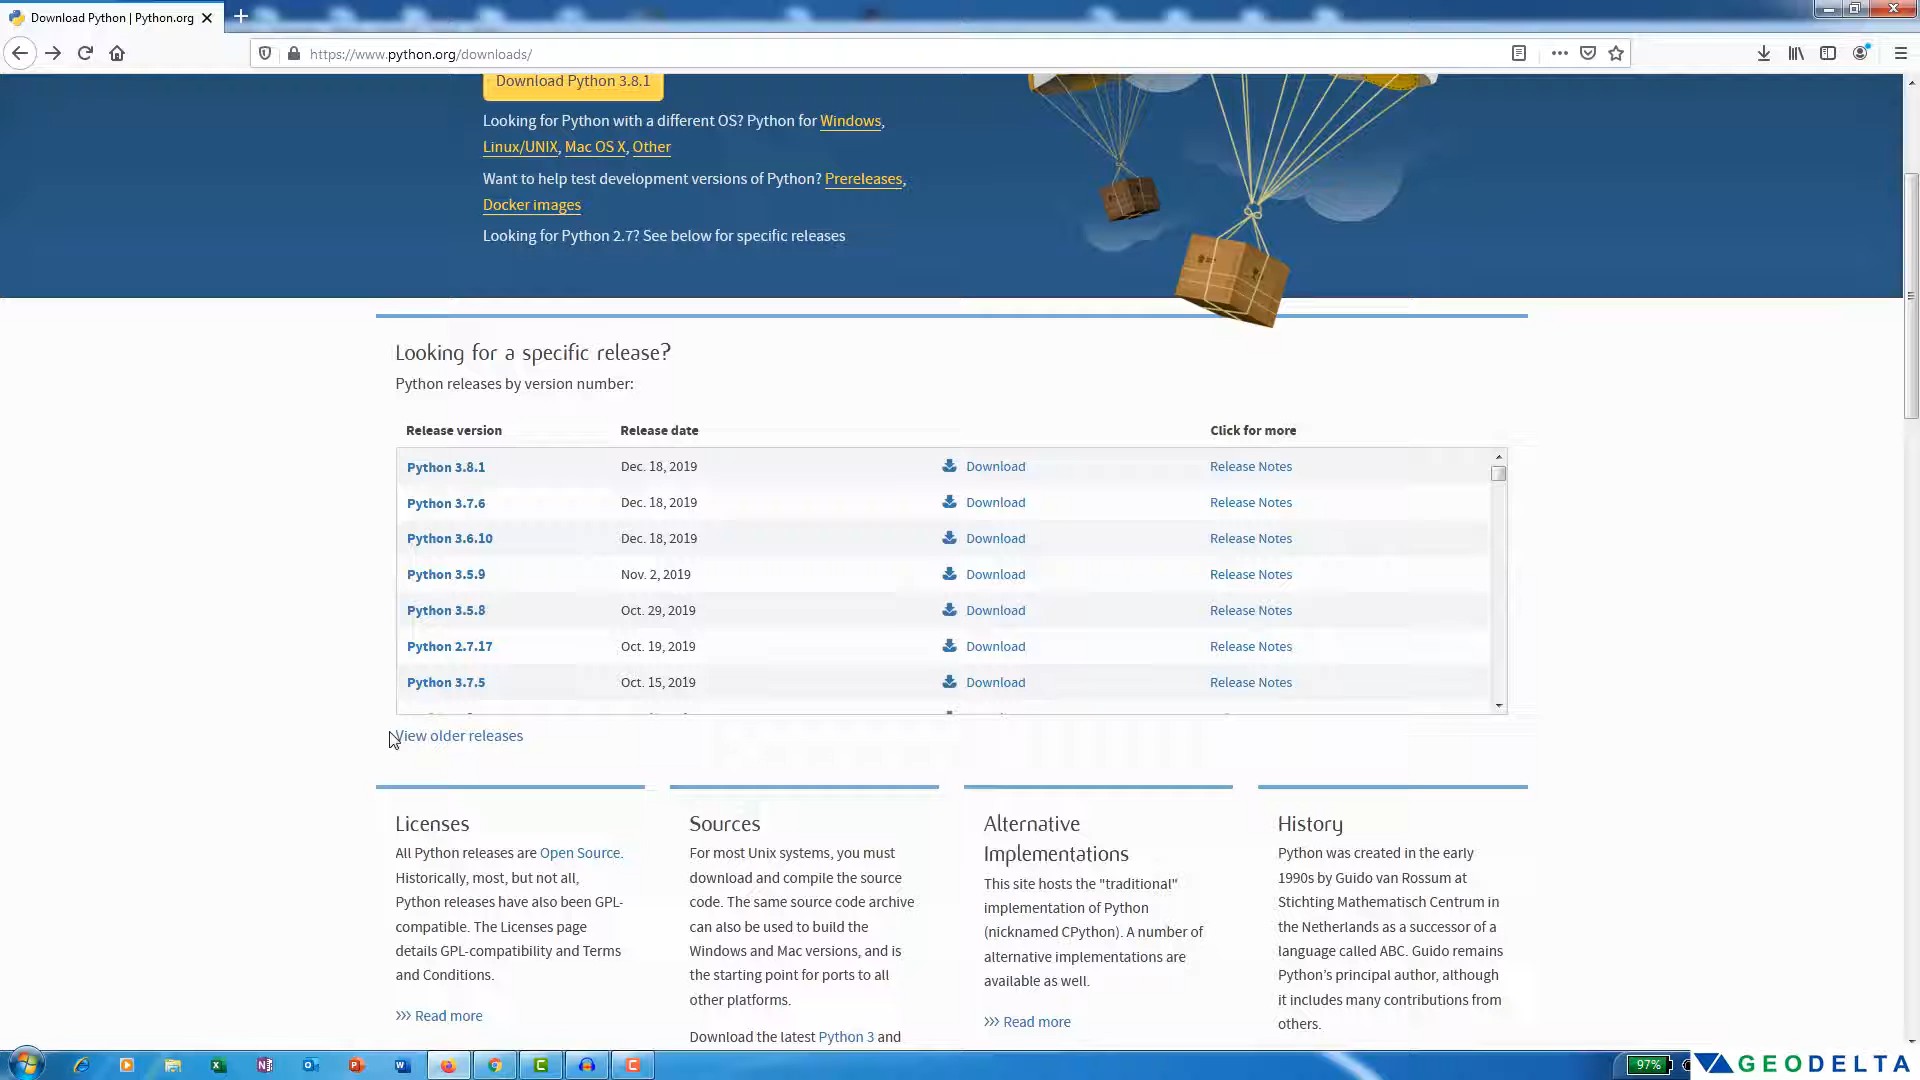 Download Python | Python.org
https://www.python.org/downloads/
Download Python 3.8.1
Looking for Python with a different OS? Python for Windows,
Linux/UNIX, Mac OS X, Other
Want to help test development versions of Python? Prereleases,
Docker images
Looking for Python 2.7? See below for specific releases
Looking for a specific release?
Python releases by version number:
Release version Release date Click for more
Python 3.8.1 Dec. 18, 2019 Download Release Notes
Python 3.7.6 Dec. 18, 2019 Download Release Notes
Python 3.6.10 Dec. 18, 2019 Download Release Notes
Python 3.5.9 Nov. 2, 2019 Download Release Notes
Python 3.5.8 Oct. 29, 2019 Download Release Notes
Python 2.7.17 Oct. 19, 2019 Download Release Notes
Python 3.7.5 Oct. 15, 2019 Download Release Notes
View older releases
Licenses
All Python releases are Open Source.
Historically, most, but not all,
Python releases have also been GPL-
compatible. The Licenses page
details GPL-compatibility and Terms
and Conditions.
Read more
Sources
For most Unix systems, you must
download and compile the source
code. The same source code archive
can also be used to build the
Windows and Mac versions, and is
the starting point for ports to all
other platforms.
Download the latest Python 3 and
Alternative
Implementations
This site hosts the "traditional"
implementation of Python
(nicknamed CPython). A number of
alternative implementations are
available as well.
Read more
History
Python was created in the early
1990s by Guido van Rossum at
Stichting Mathematisch Centrum in
the Netherlands as a successor of a
language called ABC. Guido remains
Python's principal author, although
it includes many contributions from
others.
97%
GEODELTA